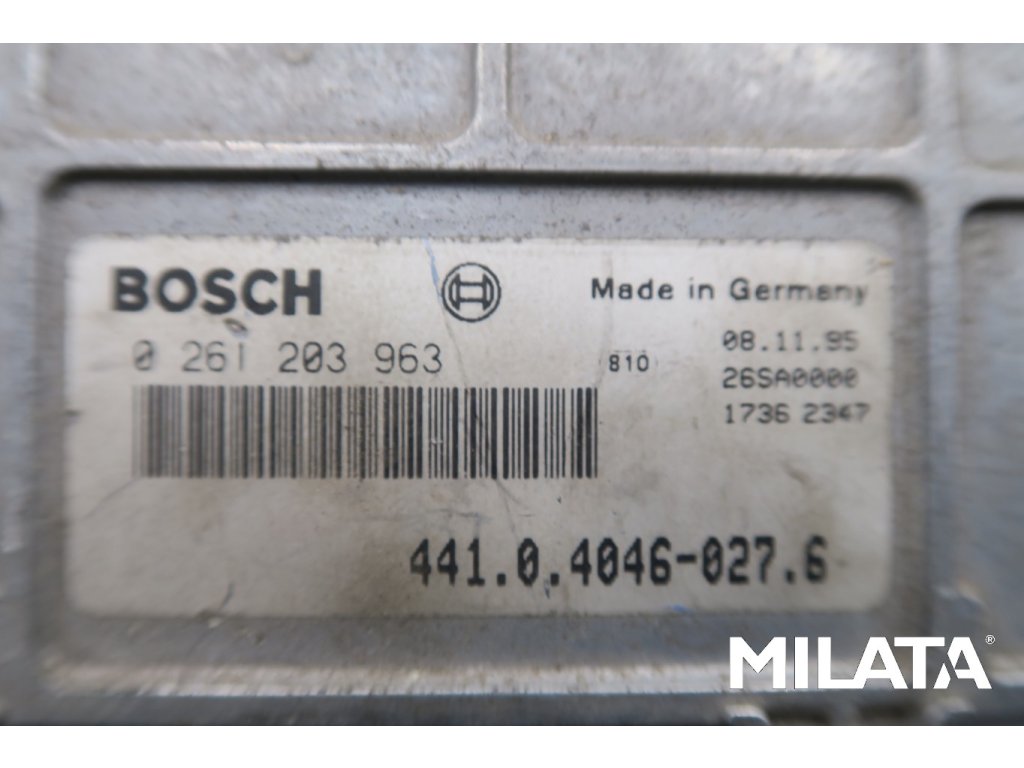 BOSCH
Made in Germany
0 261 203 963
810
08.11.95
26SA0000
1736 2347
441.0.4046-027.6
MILATA®